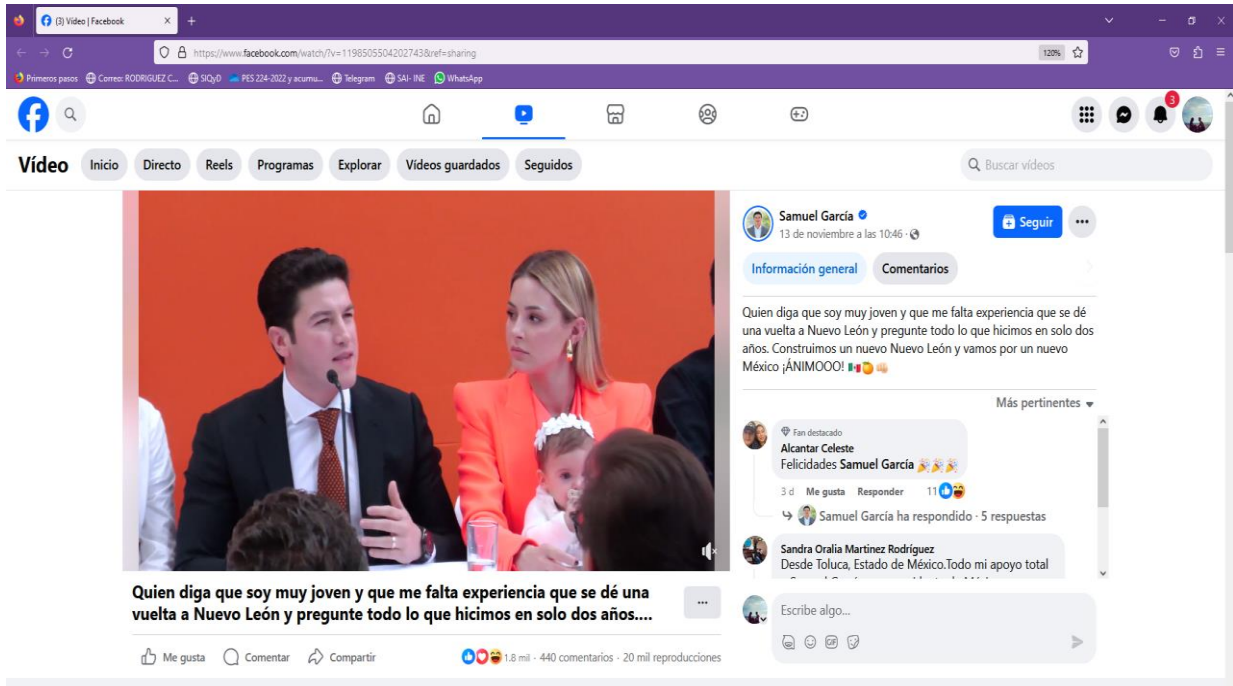 (3) Vídeo | Facebook
https://www.facebook.com/watch/?v=1198505504202743&ref=sharing
120%
Primeros pasos
Correo: RODRIGUEZ C...
SIQyD
PES 224-2022 y acumu...
Telegram
SAI- INE
WhatsApp
3
Vídeo
Inicio
Directo
Reels
Programas
Explorar
Vídeos guardados
Seguidos
Buscar vídeos
Samuel García
13 de noviembre a las 10:46 ·
Seguir
Información general
Comentarios
Quien diga que soy muy joven y que me falta experiencia que se dé
una vuelta a Nuevo León y pregunte todo lo que hicimos en solo dos
años. Construimos un nuevo Nuevo León y vamos por un nuevo
México ¡ÁNIMOOO! 🇲🇽🍊👊🏻
Más pertinentes
Fan destacado
Alcantar Celeste
Felicidades Samuel García 🎉🎉🎉
3 d Me gusta Responder 11
Samuel García ha respondido · 5 respuestas
Sandra Oralia Martinez Rodríguez
Desde Toluca, Estado de México.Todo mi apoyo total
Escribe algo...
GIF
Quien diga que soy muy joven y que me falta experiencia que se dé una
vuelta a Nuevo León y pregunte todo lo que hicimos en solo dos años....
Me gusta
Comentar
Compartir
1.8 mil · 440 comentarios · 20 mil reproducciones